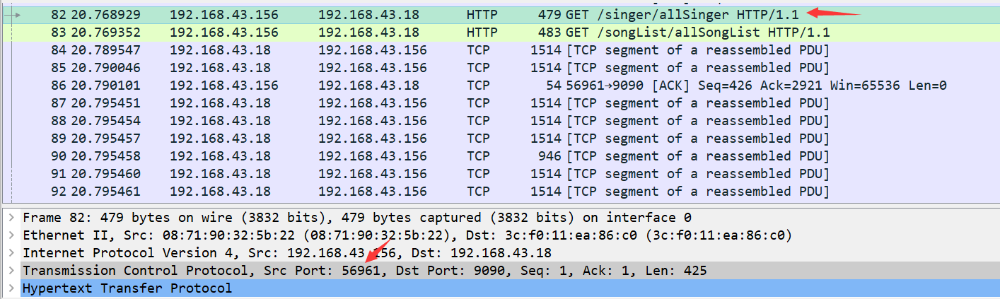 82 20.768929 192.168.43.156 192.168.43.18 HTTP 479 GET /singer/allSinger HTTP/1.1
83 20.769352 192.168.43.156 192.168.43.18 HTTP 483 GET /songList/allSongList HTTP/1.1
84 20.789547 192.168.43.18 192.168.43.156 TCP 1514 [TCP segment of a reassembled PDU]
85 20.790046 192.168.43.18 192.168.43.156 TCP 1514 [TCP segment of a reassembled PDU]
86 20.790101 192.168.43.156 192.168.43.18 TCP 54 56961→9090 [ACK] Seq=426 Ack=2921 Win=65536 Len=0
87 20.795451 192.168.43.18 192.168.43.156 TCP 1514 [TCP segment of a reassembled PDU]
88 20.795454 192.168.43.18 192.168.43.156 TCP 1514 [TCP segment of a reassembled PDU]
89 20.795457 192.168.43.18 192.168.43.156 TCP 1514 [TCP segment of a reassembled PDU]
90 20.795458 192.168.43.18 192.168.43.156 TCP 946 [TCP segment of a reassembled PDU]
91 20.795460 192.168.43.18 192.168.43.156 TCP 1514 [TCP segment of a reassembled PDU]
92 20.795461 192.168.43.18 192.168.43.156 TCP 1514 [TCP segment of a reassembled PDU]
Frame 82: 479 bytes on wire (3832 bits), 479 bytes captured (3832 bits) on interface 0
Ethernet II, Src: 08:71:90:32:5b:22 (08:71:90:32:5b:22), Dst: 3c:f0:11:ea:86:c0 (3c:f0:11:ea:86:c0)
Internet Protocol Version 4, Src: 192.168.43.156, Dst: 192.168.43.18
Transmission Control Protocol, Src Port: 56961, Dst Port: 9090, Seq: 1, Ack: 1, Len: 425
Hypertext Transfer Protocol